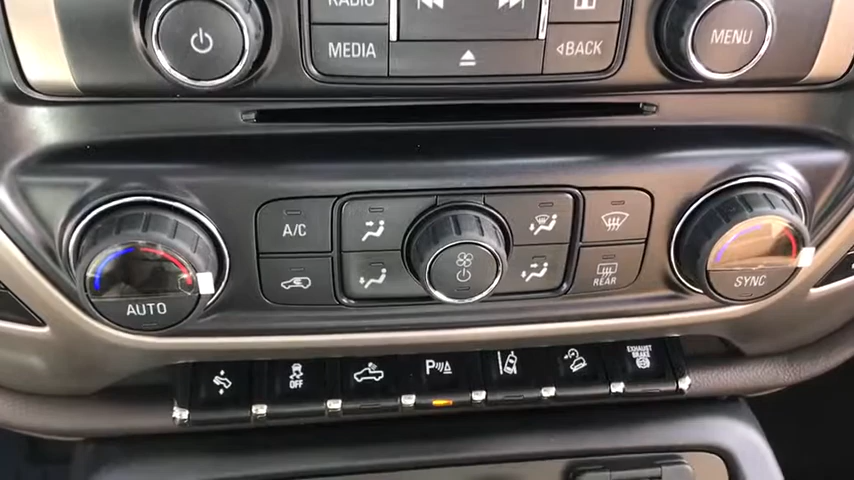 RADIO
MEDIA
◁BACK
MENU
A/C
REAR
AUTO
SYNC
OFF
P
EXHAUST
BRAKE